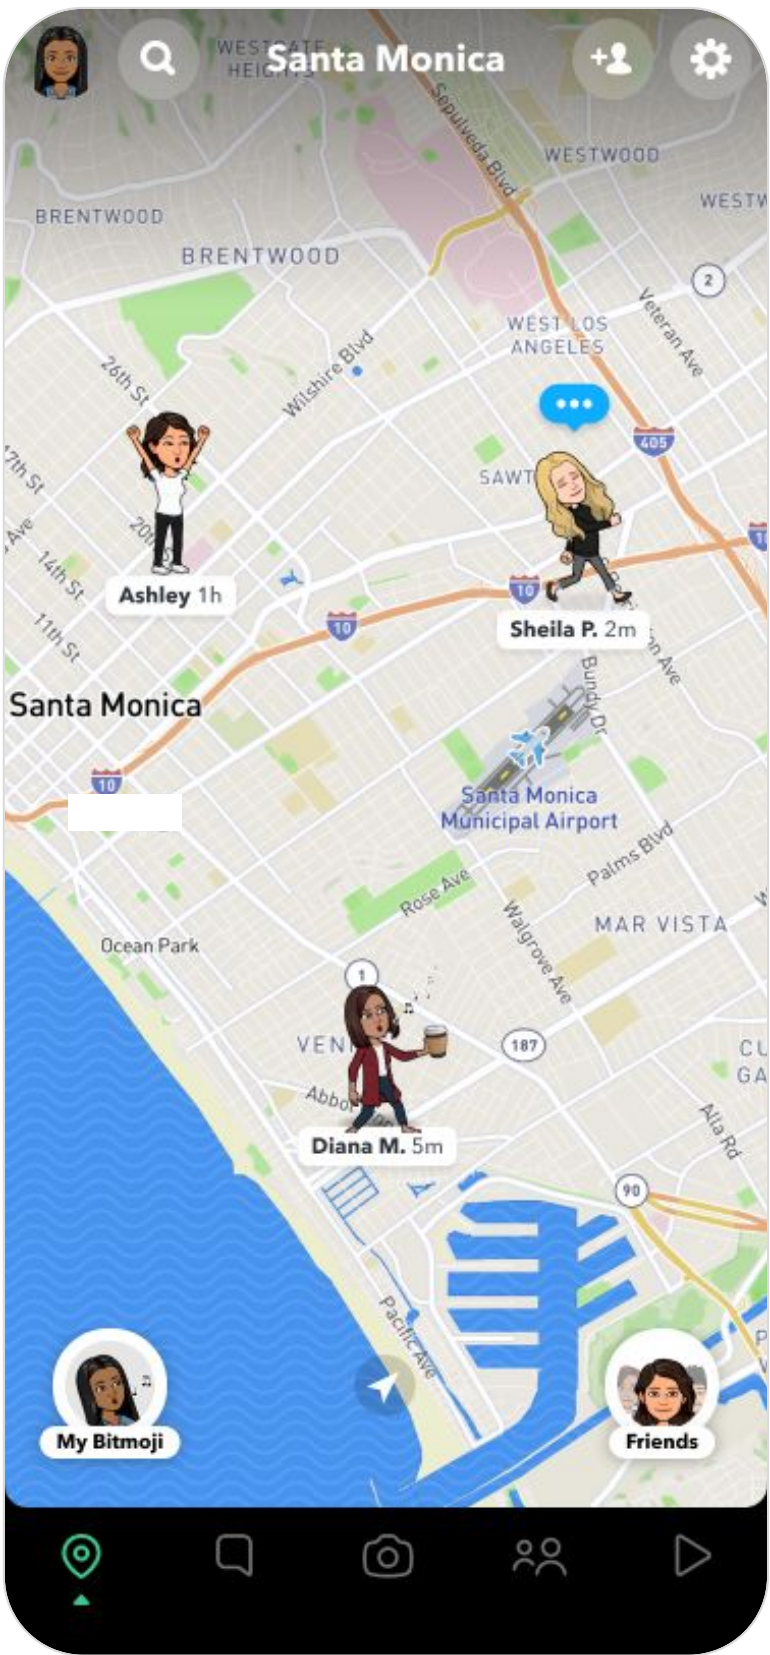 WESTGATE
HEIGHTS
Santa Monica
Sepulveda Blvd
WESTWOOD
WESTW
BRENTWOOD
BRENTWOOD
2
WEST LOS
ANGELES
Veteran Ave
Wilshire Blvd
26th St
405
17th St
SAWT
20th
Ave
14th St
10
Ashley 1h
11th St
10
Sheila P. 2m
on Ave
Bundy Dr
Santa Monica
10
Santa Monica
Municipal Airport
Palms Blvd
Rose Ave
Walgrove Ave
MAR VISTA
Ocean Park
1
VENI
187
CU
GA
Abbo
Alla Rd
Diana M. 5m
90
Pacific Ave
My Bitmoji
Friends